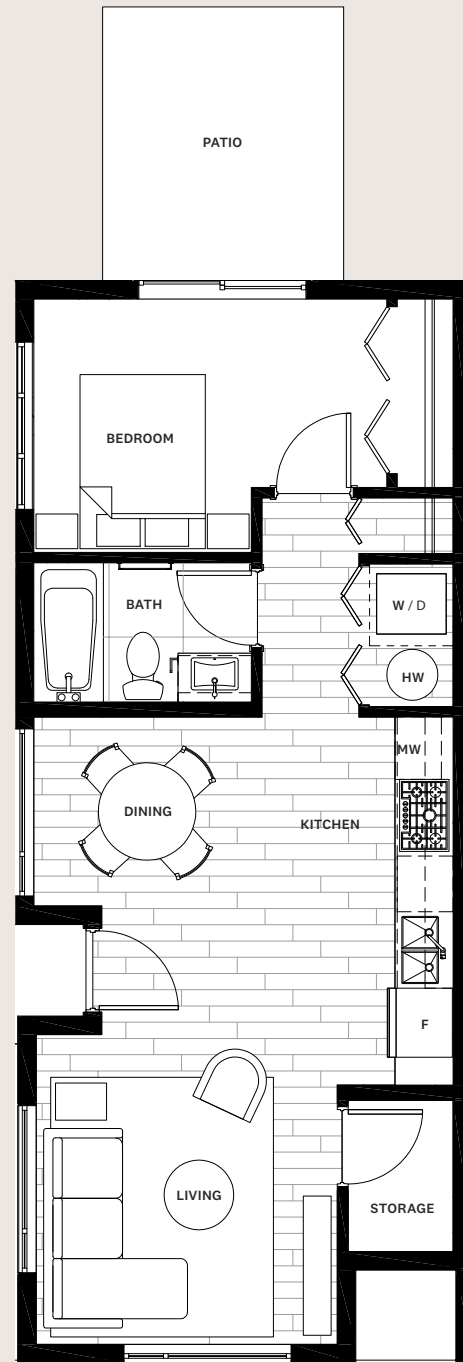 PATIO
BEDROOM
BATH
W / D
HW
MW
DINING
KITCHEN
F
LIVING
STORAGE